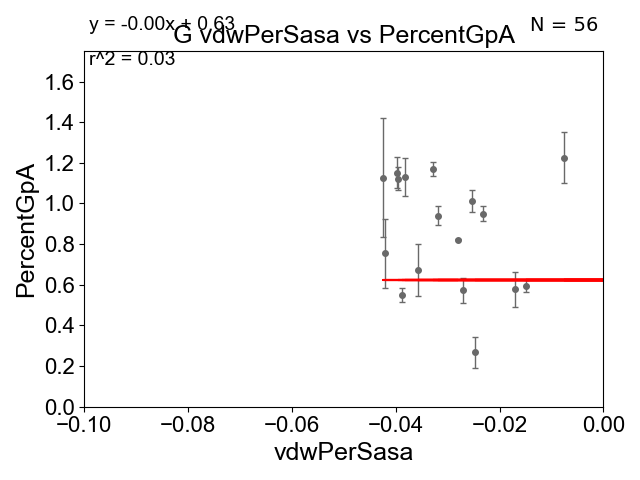 y = -0.00x + 0.63
G vdwPerSasa vs PercentGpA
N = 56
r^2 = 0.03
PercentGpA
1.6
1.4
1.2
1.0
0.8
0.6
0.4
0.2
0.0
−0.10
−0.08
−0.06
−0.04
−0.02
0.00
vdwPerSasa